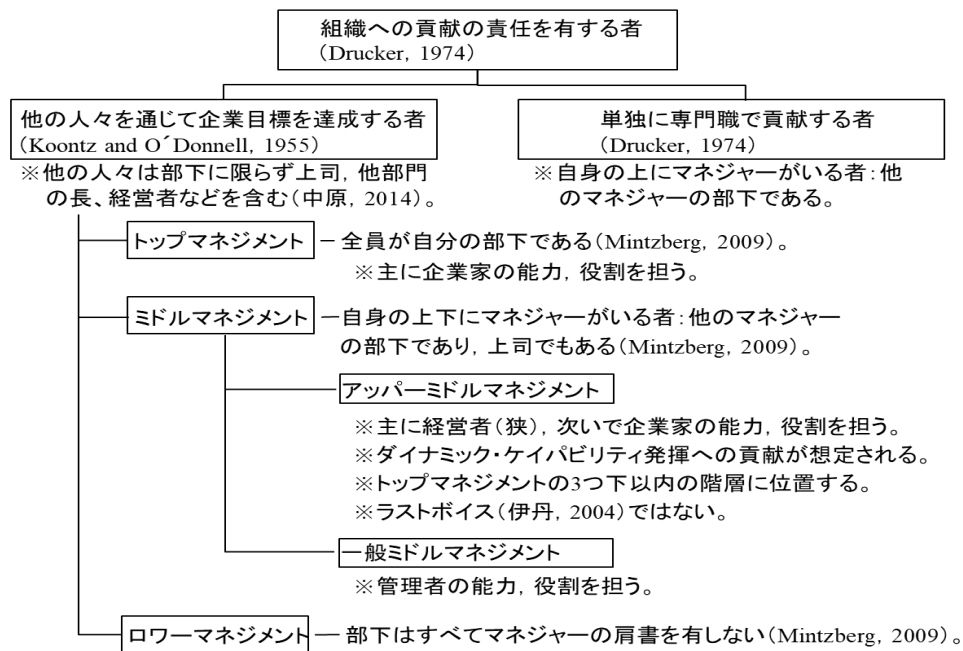 組織への貢献の責任を有する者
(Drucker, 1974)
他の人々を通じて企業目標を達成する者
(Koontz and O´Donnell, 1955)
※他の人々は部下に限らず上司, 他部門
の長、経営者などを含む(中原, 2014)。
単独に専門職で貢献する者
(Drucker, 1974)
※自身の上にマネジャーがいる者:他
のマネジャーの部下である。
トップマネジメント
全員が自分の部下である(Mintzberg, 2009)。
※主に企業家の能力, 役割を担う。
ミドルマネジメント
自身の上下にマネジャーがいる者:他のマネジャー
の部下であり, 上司でもある(Mintzberg, 2009)。
アッパーミドルマネジメント
※主に経営者(狭), 次いで企業家の能力, 役割を担う。
※ダイナミック・ケイパビリティ発揮への貢献が想定される。
※トップマネジメントの3つ下以内の階層に位置する。
※ラストボイス(伊丹, 2004)ではない。
一般ミドルマネジメント
※管理者の能力, 役割を担う。
ロワーマネジメント
部下はすべてマネジャーの肩書を有しない(Mintzberg, 2009)。